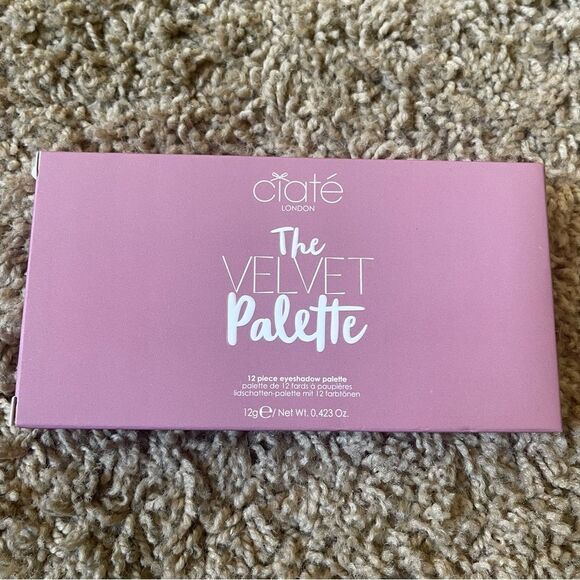 ciaté
LONDON
The
VELVET
Palette
12 piece eyeshadow palette
palette de 12 fards à paupières
lidschatten-palette mit 12 farbtönen
12g ℮/ Net Wt. 0.423 Oz.